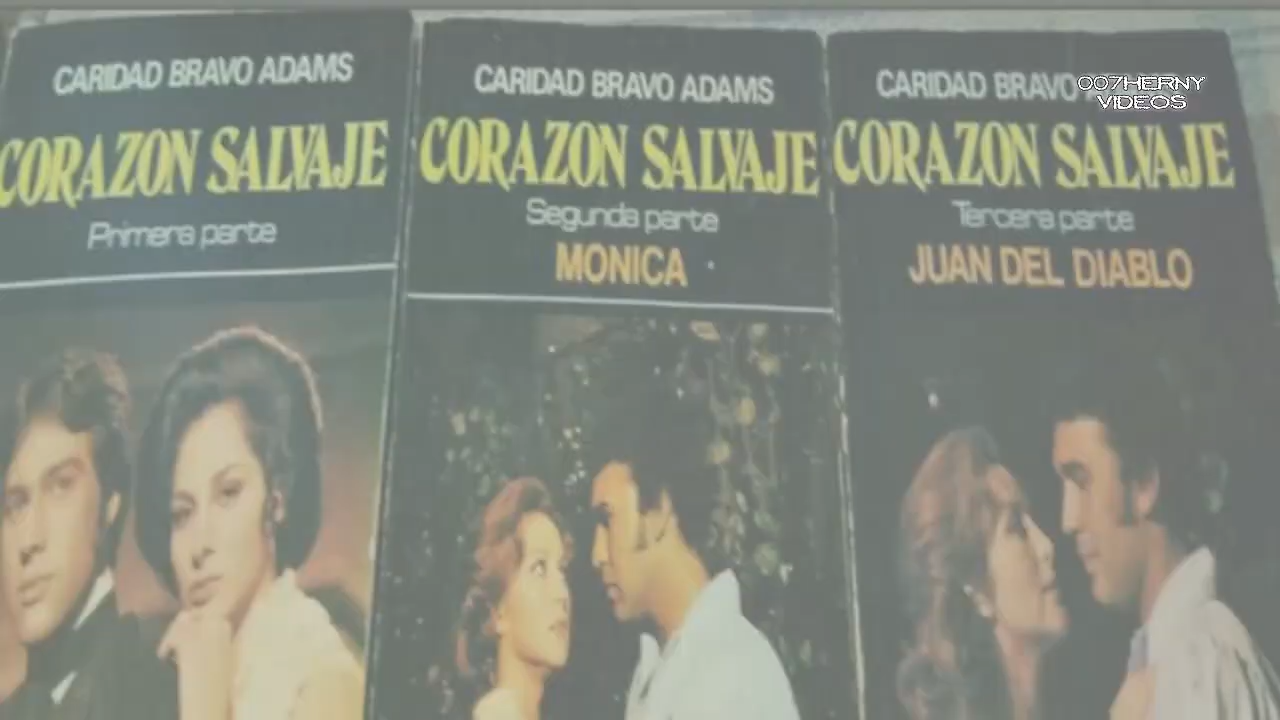 CARIDAD BRAVO ADAMS
CORAZON SALVAJE
Primera parte
CARIDAD BRAVO ADAMS
CORAZON SALVAJE
Segunda parte
MONICA
CARIDAD BRAVO
CORAZON SALVAJE
Tercera parte
JUAN DEL DIABLO
007HERNY
VIDEOS